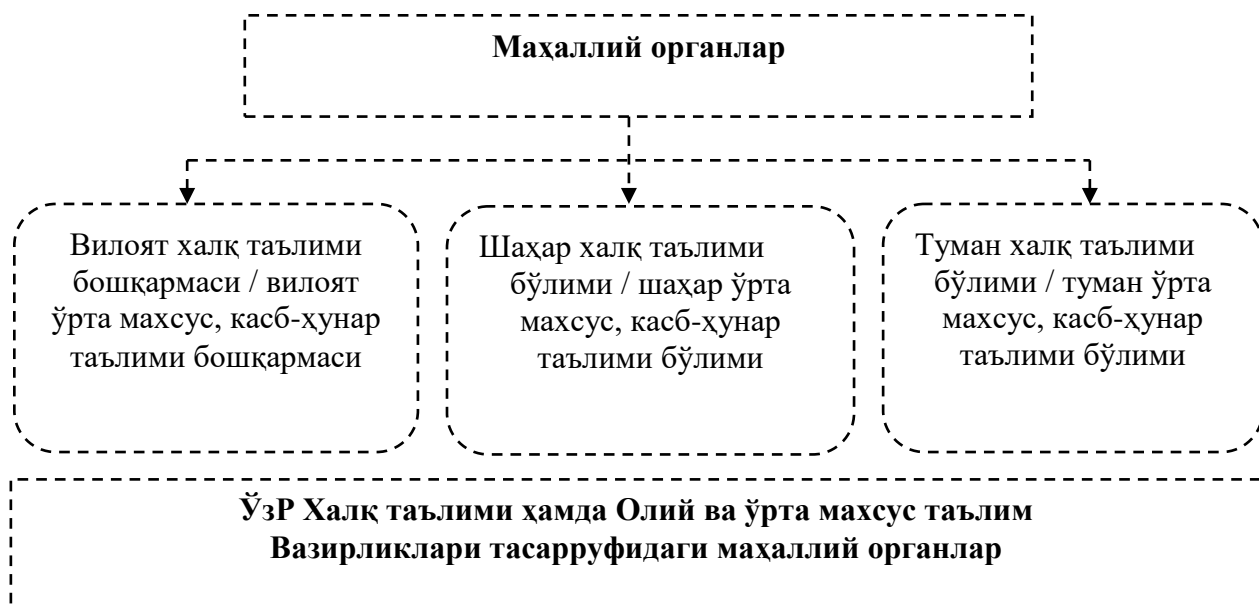 Маҳаллий органлар
Вилоят халқ таълими
бошқармаси / вилоят
ўрта махсус, касб-ҳунар
таълими бошқармаси
Шаҳар халқ таълими
бўлими / шаҳар ўрта
махсус, касб-ҳунар
таълими бўлими
Туман халқ таълими
бўлими / туман ўрта
махсус, касб-ҳунар
таълими бўлими
ЎзР Халқ таълими ҳамда Олий ва ўрта махсус таълим
Вазирликлари тасарруфидаги маҳаллий органлар